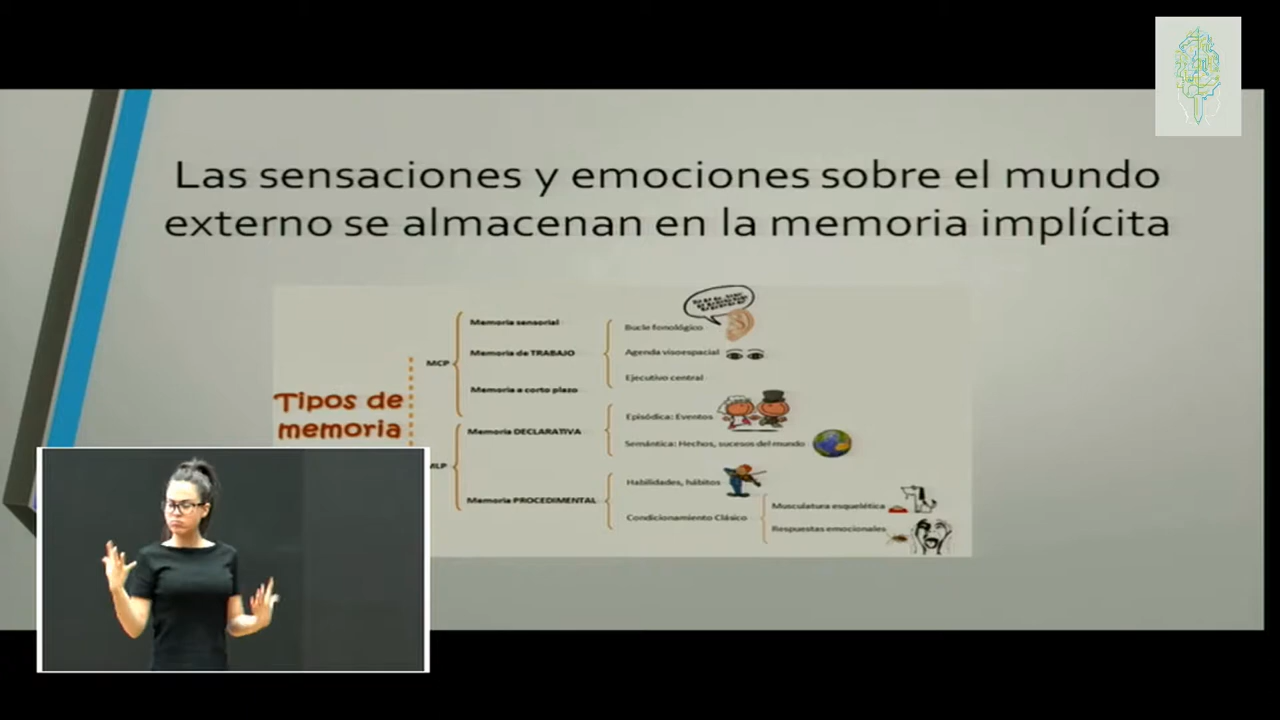 Las sensaciones y emociones sobre el mundo
externo se almacenan en la memoria implícita
Tipos de
memoria
MCP
Memoria sensorial
Memoria de TRABAJO
Memoria a corto plazo
Bucle fonológico
Agenda visoespacial
Ejecutivo central
MLP
Memoria DECLARATIVA
Episódica: Eventos
Semántica: Hechos, sucesos del mundo
Memoria PROCEDIMENTAL
Habilidades, hábitos
Condicionamiento Clásico
Musculatura esquelética
Respuestas emocionales